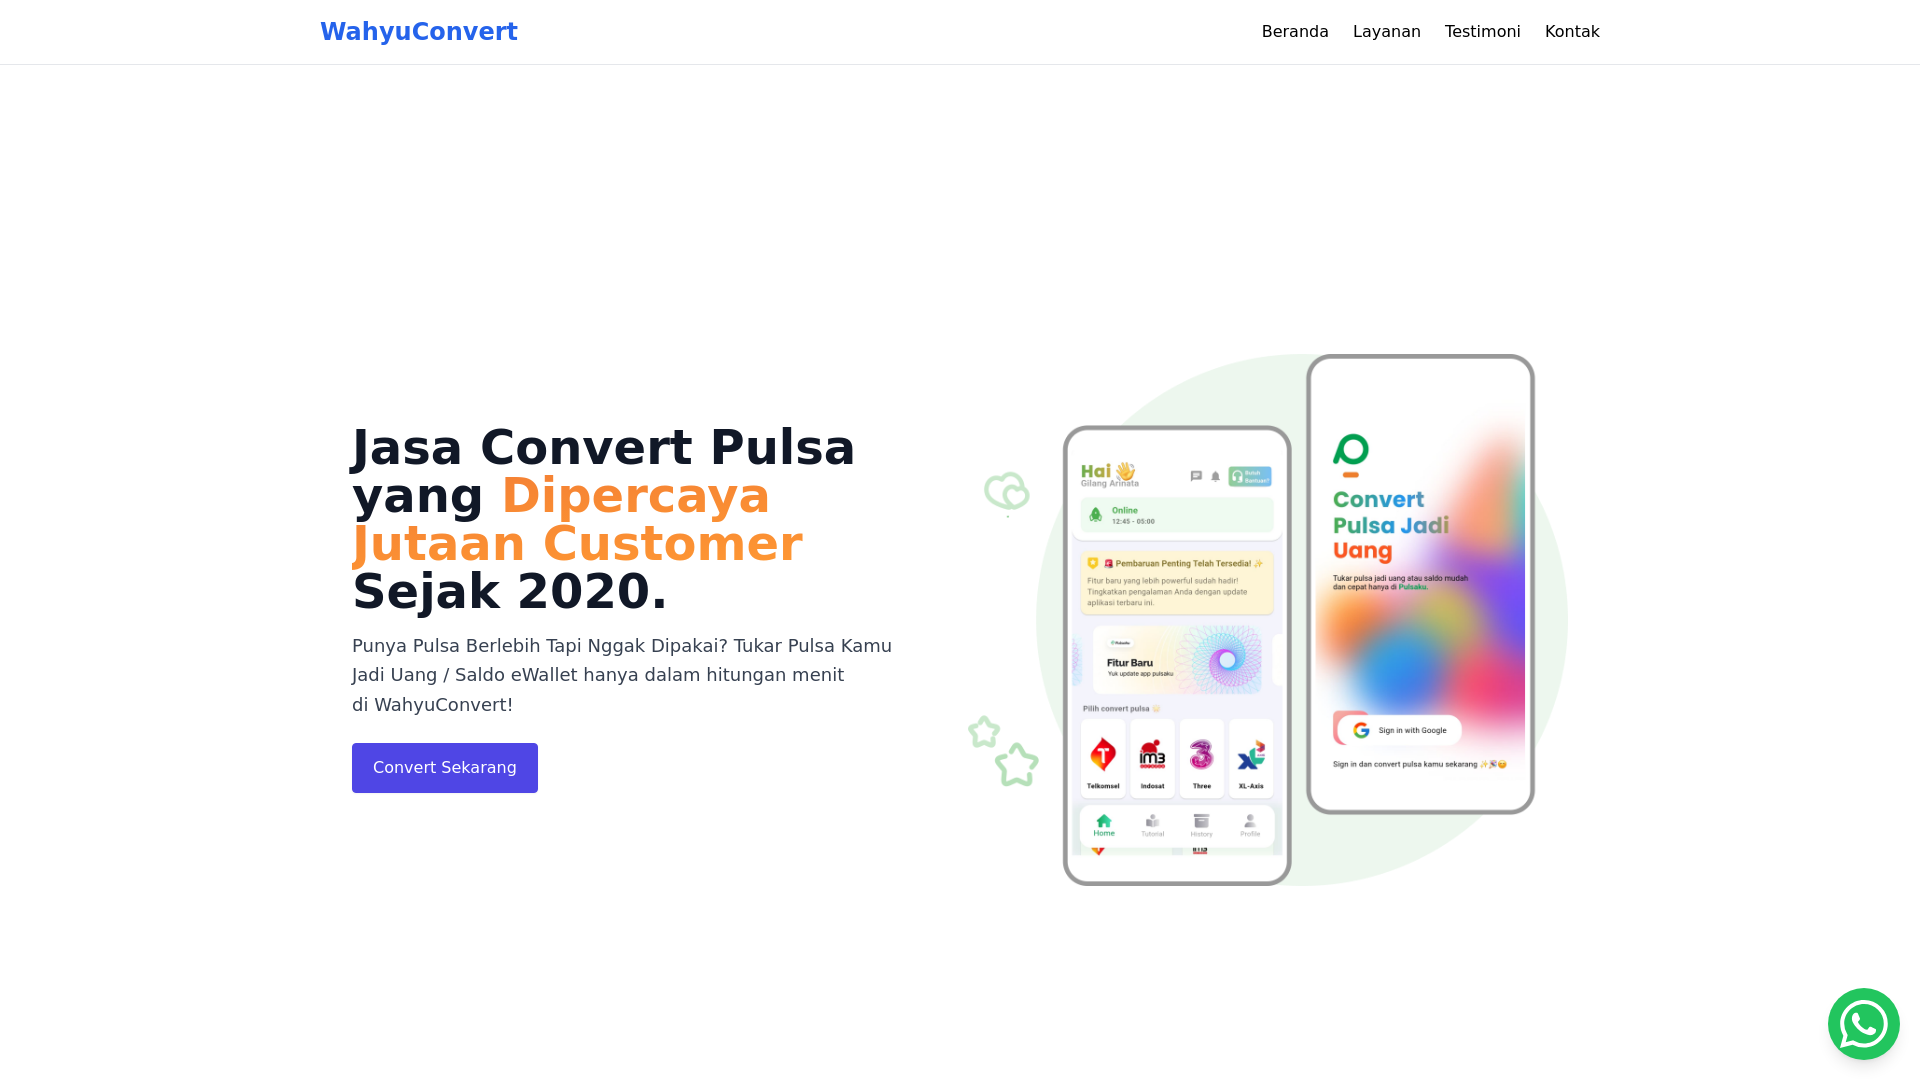 WahyuConvert
Beranda
Layanan
Testimoni
Kontak
Jasa Convert Pulsa
yang Dipercaya
Jutaan Customer
Sejak 2020.
Punya Pulsa Berlebih Tapi Nggak Dipakai? Tukar Pulsa Kamu
Jadi Uang / Saldo eWallet hanya dalam hitungan menit
di WahyuConvert!
Convert Sekarang
Hai 👋
Gilang Arinata
Butuh
Bantuan?
Online
12:45 - 05:00
🚨 Pembaruan Penting Telah Tersedia! ✨
Fitur baru yang lebih powerful sudah hadir!
Tingkatkan pengalaman Anda dengan update
aplikasi terbaru ini.
Pulsaku
Fitur Baru
Yuk update app pulsaku
Pilih convert pulsa
Telkomsel
im3
Indosat
3
Three
XL-Axis
Home
Tutorial
History
Profile
Convert
Pulsa Jadi
Uang
Tukar pulsa jadi uang atau saldo mudah
dan cepat hanya di Pulsaku.
Sign in with Google
Sign in dan convert pulsa kamu sekarang ✨🎉😊